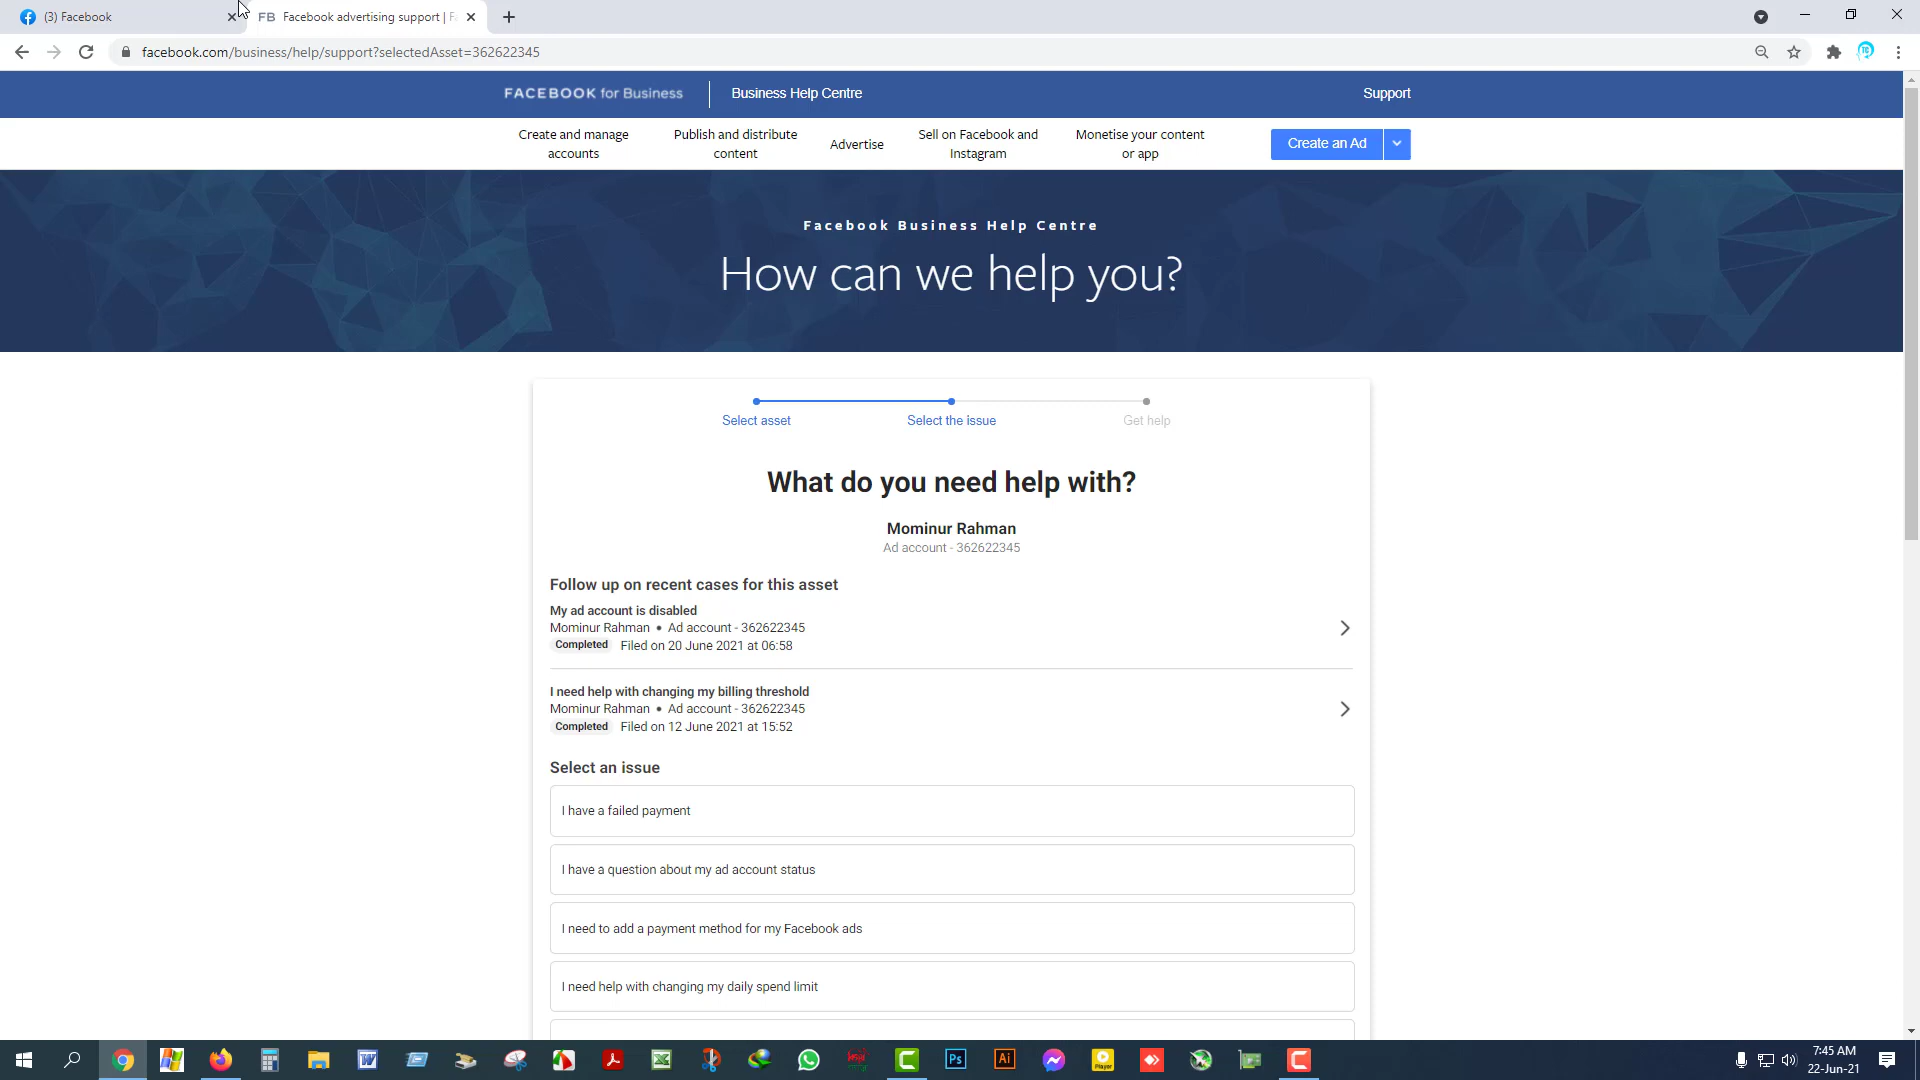 (3) Facebook
FB Facebook advertising support | F
facebook.com/business/help/support?selectedAsset=362622345
FACEBOOK for Business
Business Help Centre
Support
Create and manage
accounts
Publish and distribute
content
Advertise
Sell on Facebook and
Instagram
Monetise your content
or app
Create an Ad
Facebook Business Help Centre
How can we help you?
Select asset
Select the issue
Get help
What do you need help with?
Mominur Rahman
Ad account - 362622345
Follow up on recent cases for this asset
My ad account is disabled
Mominur Rahman • Ad account - 362622345
Completed Filed on 20 June 2021 at 06:58
I need help with changing my billing threshold
Mominur Rahman • Ad account - 362622345
Completed Filed on 12 June 2021 at 15:52
Select an issue
I have a failed payment
I have a question about my ad account status
I need to add a payment method for my Facebook ads
I need help with changing my daily spend limit
Ps
Ai
Player
7:45 AM
22-Jun-21